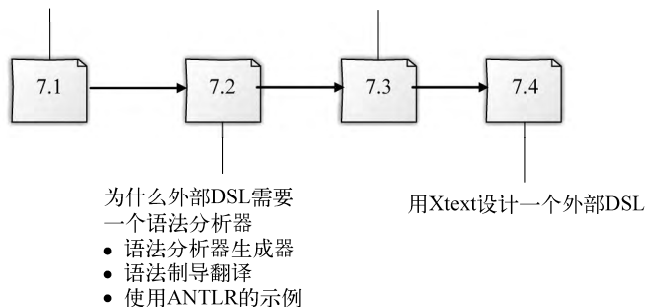 7.1
7.2
7.3
7.4
为什么外部DSL需要
一个语法分析器
• 语法分析器生成器
• 语法制导翻译
• 使用ANTLR的示例
用Xtext设计一个外部DSL